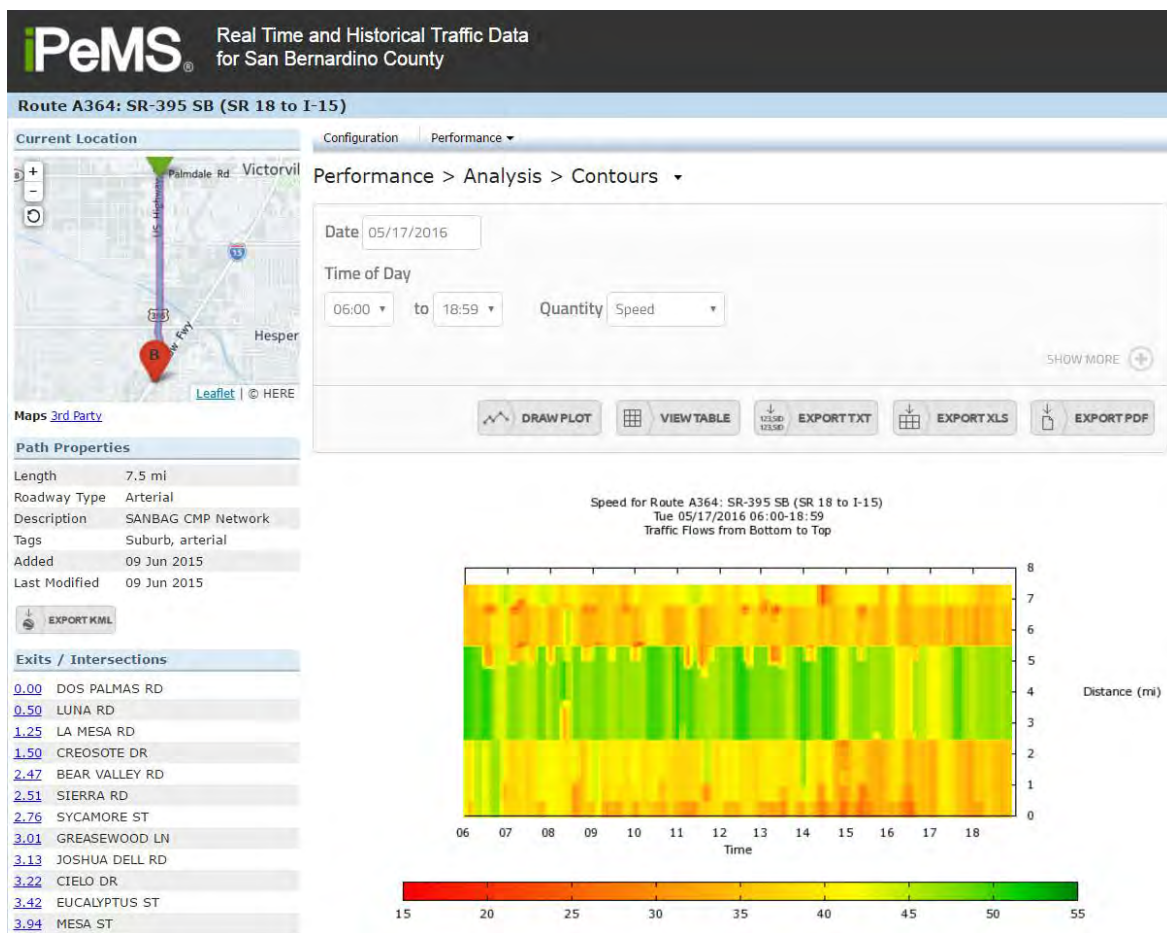 iPeMS® Real Time and Historical Traffic Data
for San Bernardino County
Route A364: SR-395 SB (SR 18 to I-15)
Current Location
+
-
Palmdale Rd
Victorvil
US Highway
15
395
Fwy
Hesper
B
Leaflet | © HERE
Maps 3rd Party
Path Properties
Length 7.5 mi
Roadway Type Arterial
Description SANBAG CMP Network
Tags Suburb, arterial
Added 09 Jun 2015
Last Modified 09 Jun 2015
EXPORT KML
Exits / Intersections
0.00 DOS PALMAS RD
0.50 LUNA RD
1.25 LA MESA RD
1.50 CREOSOTE DR
2.47 BEAR VALLEY RD
2.51 SIERRA RD
2.76 SYCAMORE ST
3.01 GREASEWOOD LN
3.13 JOSHUA DELL RD
3.22 CIELO DR
3.42 EUCALYPTUS ST
3.94 MESA ST
Configuration Performance
Performance > Analysis > Contours
Date 05/17/2016
Time of Day
06:00 to 18:59 Quantity Speed
SHOW MORE
DRAW PLOT VIEW TABLE EXPORT TXT EXPORT XLS EXPORT PDF
Speed for Route A364: SR-395 SB (SR 18 to I-15)
Tue 05/17/2016 06:00-18:59
Traffic Flows from Bottom to Top
8
7
6
5
4
3
2
1
0
Distance (mi)
06 07 08 09 10 11 12 13 14 15 16 17 18
Time
15 20 25 30 35 40 45 50 55